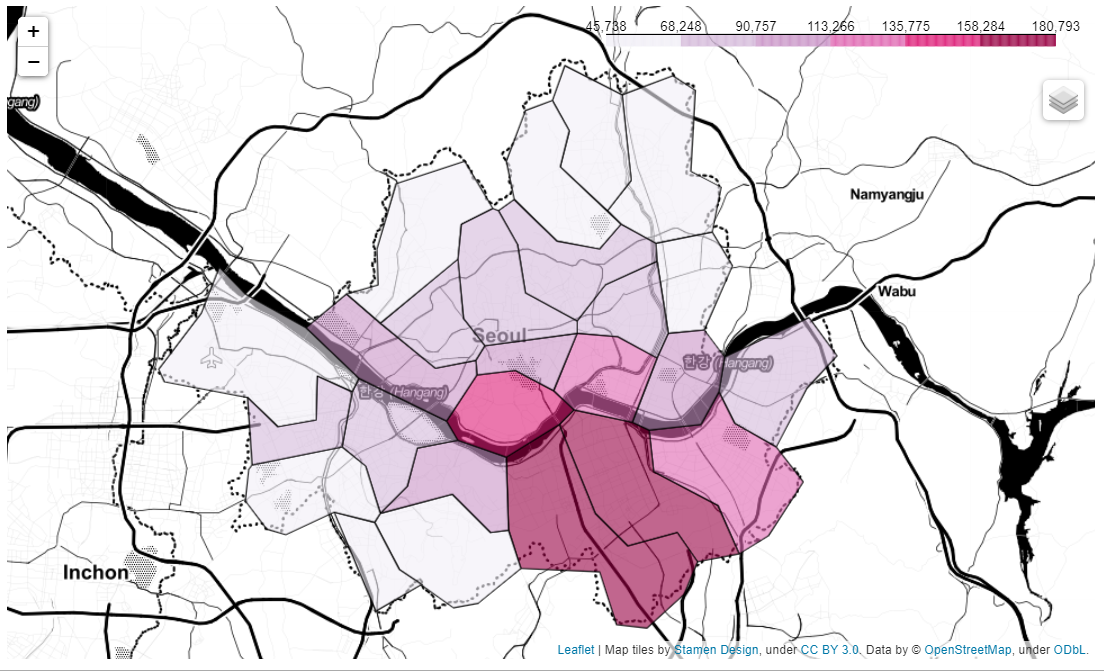 +
−
45,738 68,248 90,757 113,266 135,775 158,284 180,793
gang)
Namyangju
Wabu
Seoul
한강 (Hangang)
한강 (Hangang)
Inchon
Leaflet | Map tiles by Stamen Design, under CC BY 3.0. Data by © OpenStreetMap, under ODbL.